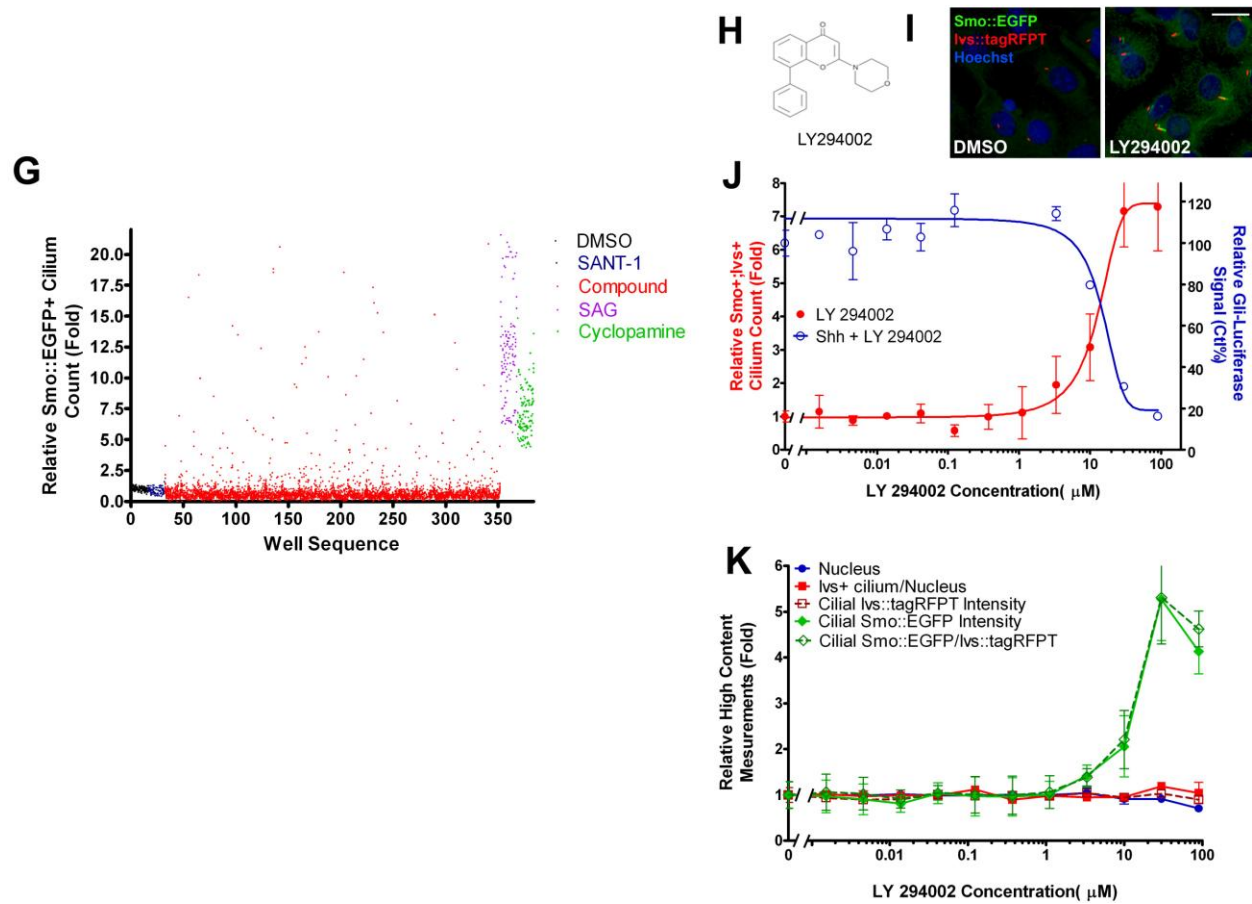 H
O
O
N
O
LY294002
I
Smo::EGFP
Ivs::tagRFPT
Hoechst
DMSO
LY294002
G
Relative Smo::EGFP+ Cilium
Count (Fold)
20.0
17.5
15.0
12.5
10.0
7.5
5.0
2.5
0.0
0 50 100 150 200 250 300 350
Well Sequence
DMSO
SANT-1
Compound
SAG
Cyclopamine
J
Relative Smo+;Ivs+
Cilium Count (Fold)
8
7
6
5
4
3
2
1
0
LY 294002
Shh + LY 294002
120
100
80
60
40
20
0
Relative Gli-Luciferase
Signal (Ctl%)
0 0.01 0.1 1 10 100
LY 294002 Concentration( µM)
K
Relative High Content
Mesurements (Fold)
6
5
4
3
2
1
0
Nucleus
Ivs+ cilium/Nucleus
Cilial Ivs::tagRFPT Intensity
Cilial Smo::EGFP Intensity
Cilial Smo::EGFP/Ivs::tagRFPT
0 0.01 0.1 1 10 100
LY 294002 Concentration( µM)